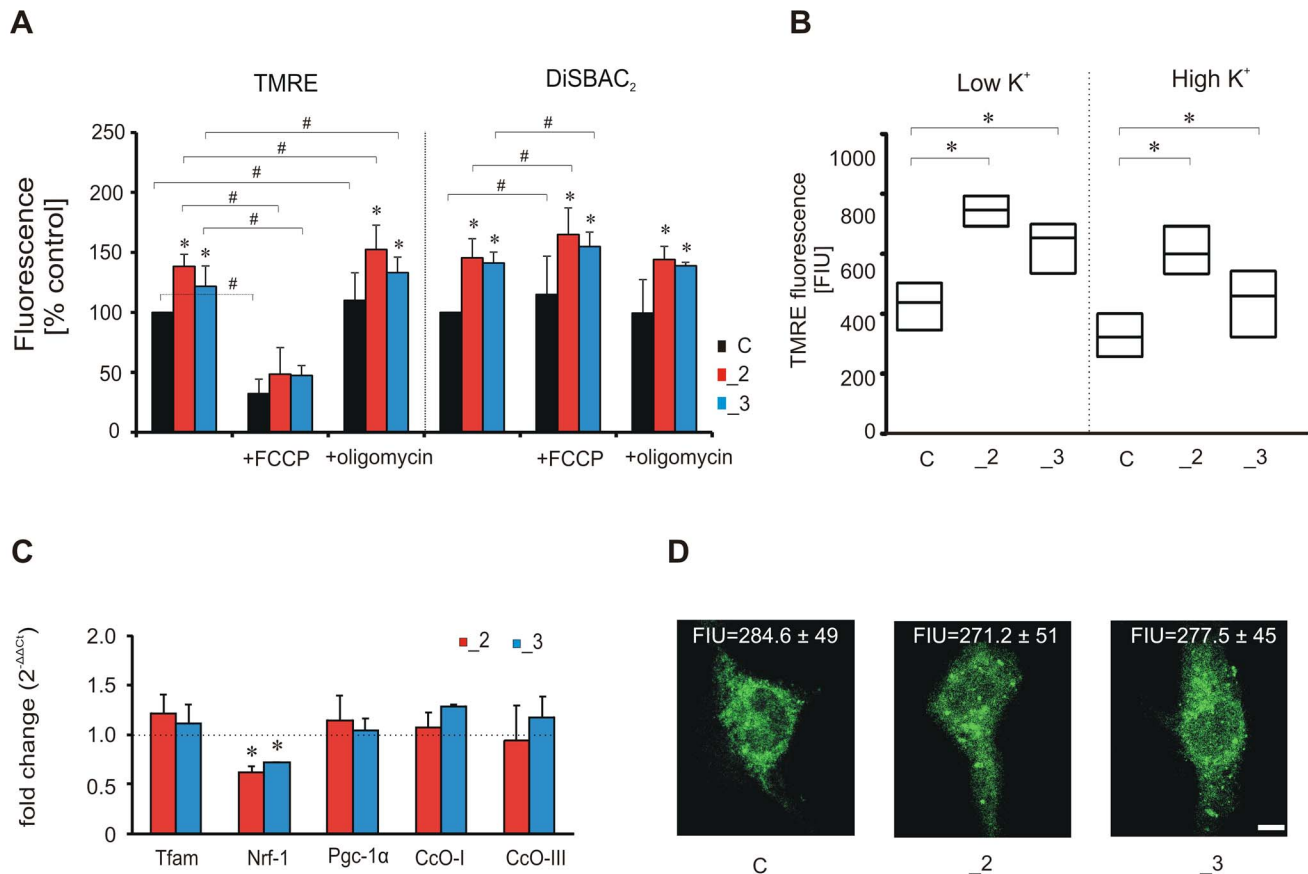 A
TMRE
DiSBAC₂
Fluorescence
[% control]
250
200
150
100
50
0
#
#
#
#
#
#
#
#
#
* *
* *
* *
* *
* *
+FCCP
+oligomycin
+FCCP
+oligomycin
C
_2
_3
B
Low K⁺
High K⁺
TMRE fluorescence
[FIU]
1000
800
600
400
200
0
*
*
*
*
C
_2
_3
C
_2
_3
C
fold change (2^-ΔΔCt)
2.0
1.5
1.0
0.5
0
_2
_3
* *
Tfam
Nrf-1
Pgc-1α
CcO-I
CcO-III
D
FIU=284.6 ± 49
FIU=271.2 ± 51
FIU=277.5 ± 45
C
_2
_3